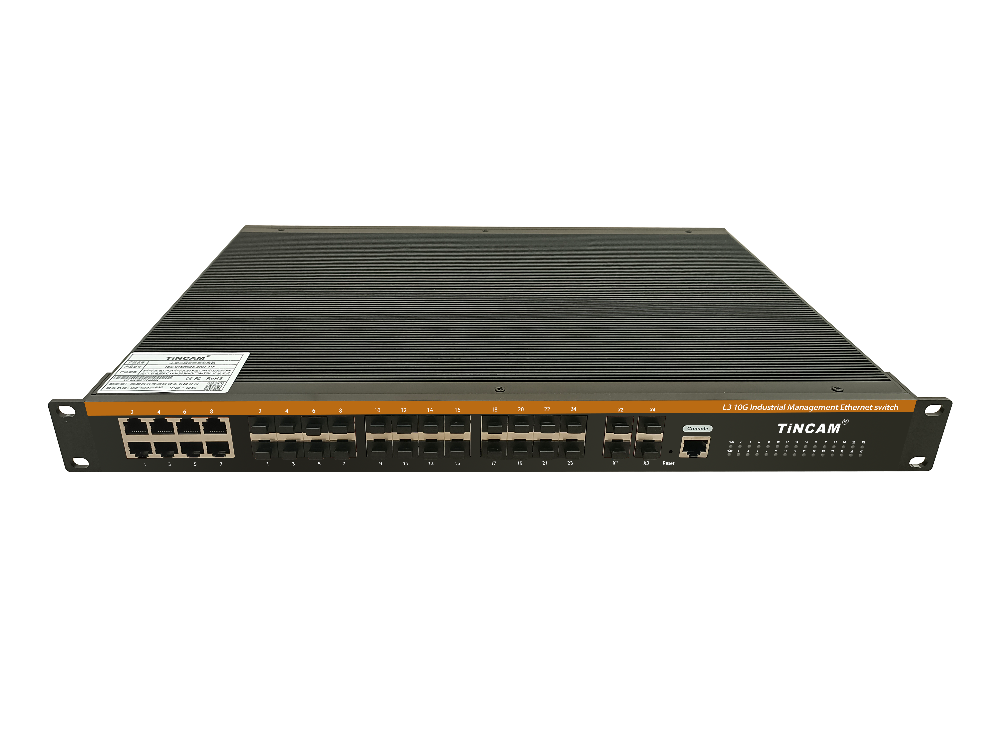 TiNCAM®
产品名称 工业三层管理型交换机
产品型号
产品规格 8个千兆电口+24个千兆SFP光口+4个万兆SFP+
光口 双电源AC110~260V+DC36~72V 1U机架式
CE FC RoHS
制造商：深圳市天博通信设备有限公司
服务热线：400-8393-668 中国·深圳
L3 10G Industrial Management Ethernet switch
2 4 6 8 2 4 6 8 10 12 14 16 18 20 22 24 X2 X4
TiNCAM®
Console
RUN 2 4 6 8 10 12 14 16 18 20 22 24 X2 X4
POW 1 3 5 7 9 11 13 15 17 19 21 23 x1 x3
1 3 5 7 1 3 5 7 9 11 13 15 17 19 21 23 X1 X3 Reset